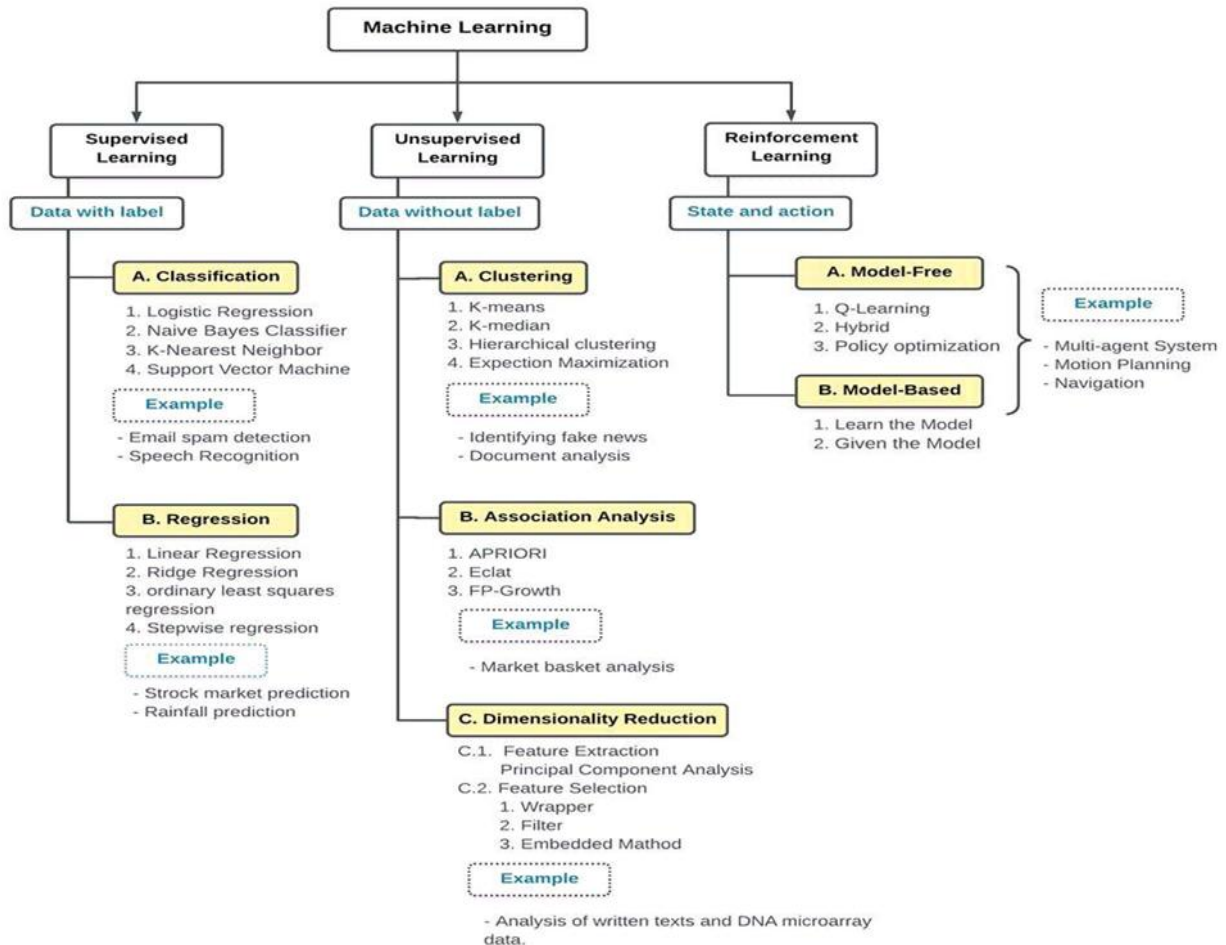 Machine Learning
Supervised
Learning
Data with label
A. Classification
1. Logistic Regression
2. Naive Bayes Classifier
3. K-Nearest Neighbor
4. Support Vector Machine
Example
- Email spam detection
- Speech Recognition
B. Regression
1. Linear Regression
2. Ridge Regression
3. ordinary least squares
regression
4. Stepwise regression
Example
- Strock market prediction
- Rainfall prediction
Unsupervised
Learning
Data without label
A. Clustering
1. K-means
2. K-median
3. Hierarchical clustering
4. Expection Maximization
Example
- Identifying fake news
- Document analysis
B. Association Analysis
1. APRIORI
2. Eclat
3. FP-Growth
Example
- Market basket analysis
C. Dimensionality Reduction
C.1. Feature Extraction
Principal Component Analysis
C.2. Feature Selection
1. Wrapper
2. Filter
3. Embedded Mathod
Example
- Analysis of written texts and DNA microarray
data.
Reinforcement
Learning
State and action
A. Model-Free
1. Q-Learning
2. Hybrid
3. Policy optimization
B. Model-Based
1. Learn the Model
2. Given the Model
Example
- Multi-agent System
- Motion Planning
- Navigation